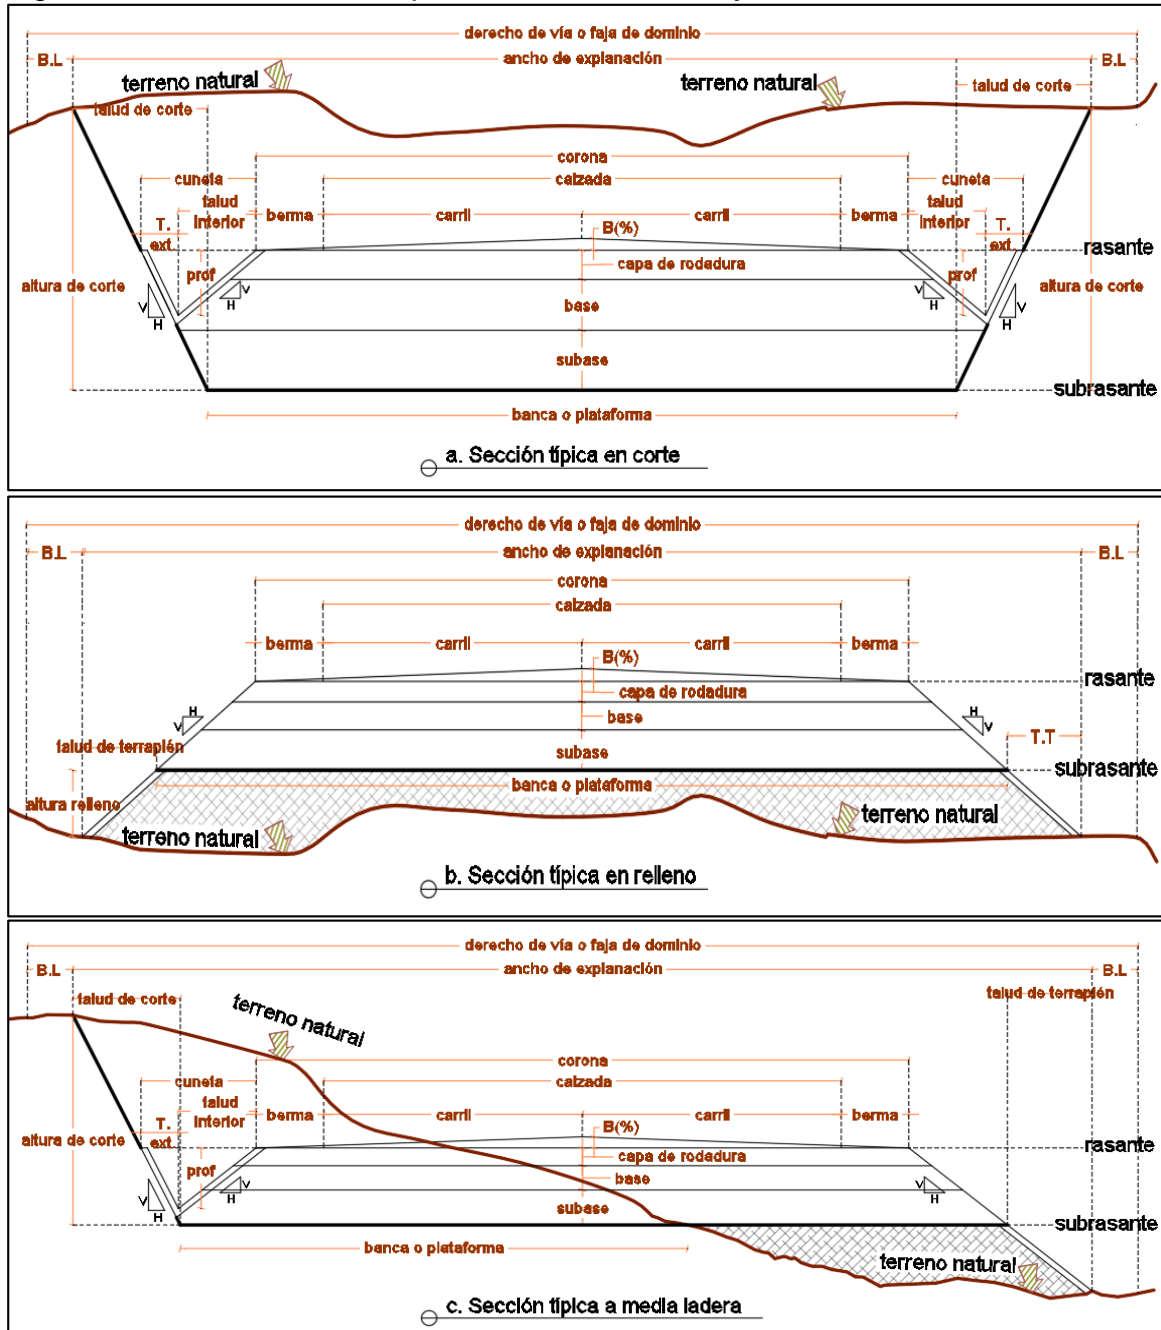 derecho de vía o faja de dominio
B.L ancho de explanación B.L
terreno natural terreno natural
talud de corte talud de corte
corona
cuneta calzada cuneta
talud interior berma carril carril berma talud interior
T. ext. B(%) T. ext.
rasante
prof capa de rodadura prof
altura de corte base altura de corte
V H V H V H V H
subase
subrasante
banca o plataforma
a. Sección típica en corte
derecho de vía o faja de dominio
B.L ancho de explanación B.L
corona
calzada
berma carril carril berma
B(%)
rasante
capa de rodadura
H V base H V
talud de terraplén subase T.T
subrasante
banca o plataforma
altura relleno
terreno natural terreno natural
b. Sección típica en relleno
derecho de vía o faja de dominio
B.L ancho de explanación B.L
talud de corte talud de terraplén
terreno natural
corona
cuneta calzada
talud interior berma carril carril berma
T. ext. B(%)
altura de corte rasante
capa de rodadura
prof
base
V H V H V H
subase
subrasante
banca o plataforma
terreno natural
c. Sección típica a media ladera